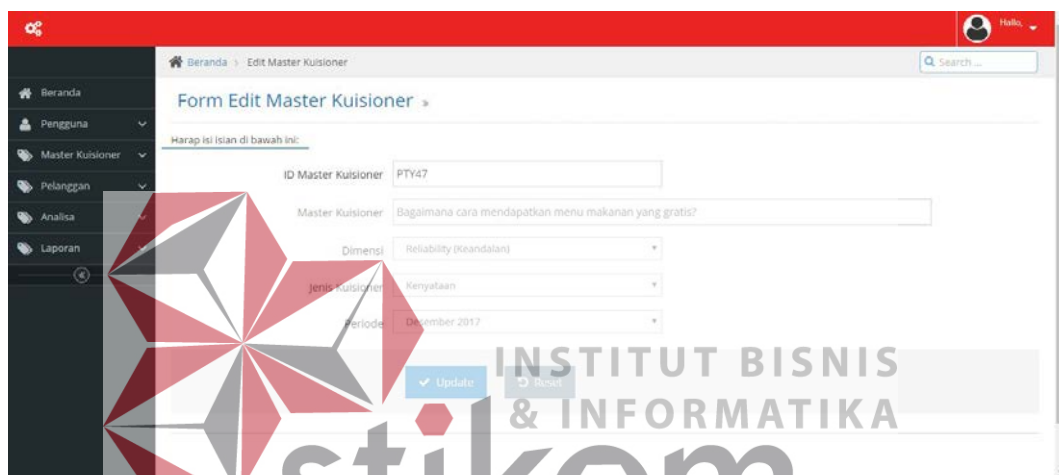 Hallo,
Beranda > Edit Master Kuisioner
Search ...
Beranda
Pengguna
Master Kuisioner
Pelanggan
Analisa
Laporan
Form Edit Master Kuisioner »
Harap isi isian di bawah ini:
ID Master Kuisioner PTY47
Master Kuisioner Bagaimana cara mendapatkan menu makanan yang gratis?
Dimensi Reliability (Keandalan)
Jenis Kuisioner Kenyataan
Periode Desember 2017
Update Reset
INSTITUT BISNIS
& INFORMATIKA
stikom